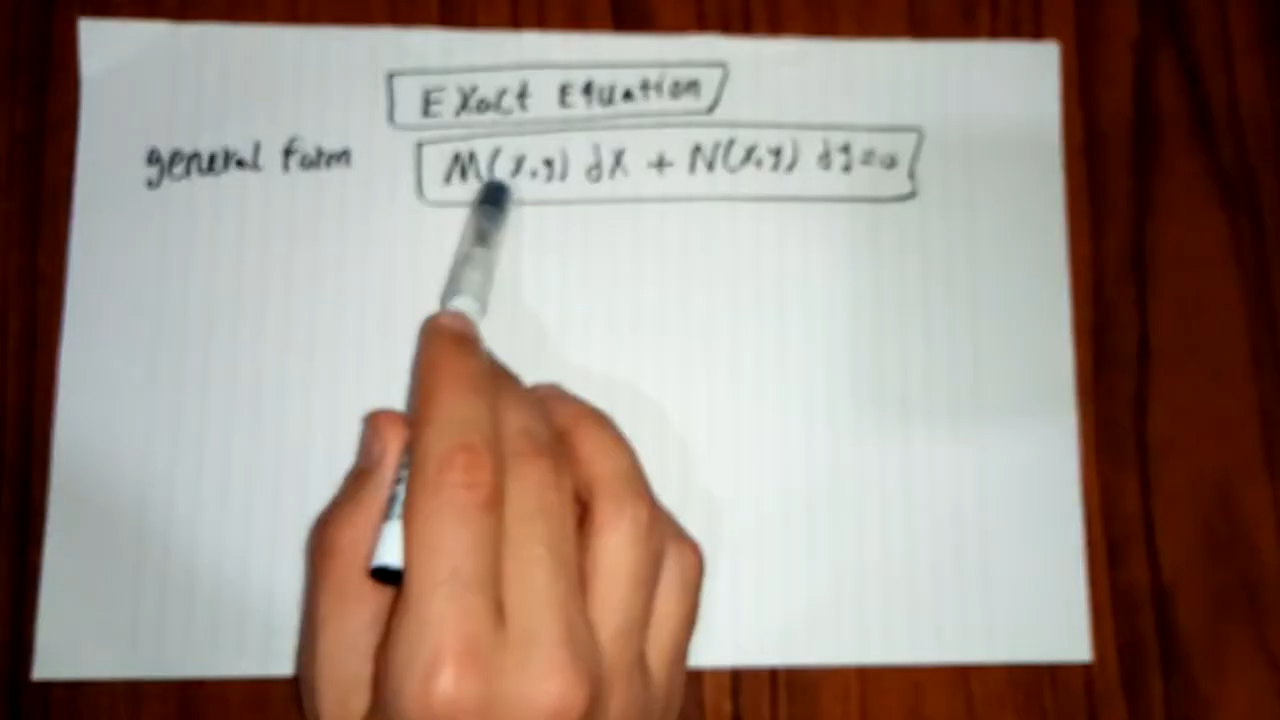 Exact Equation
general form M(x,y) dx + N(x,y) dy=0